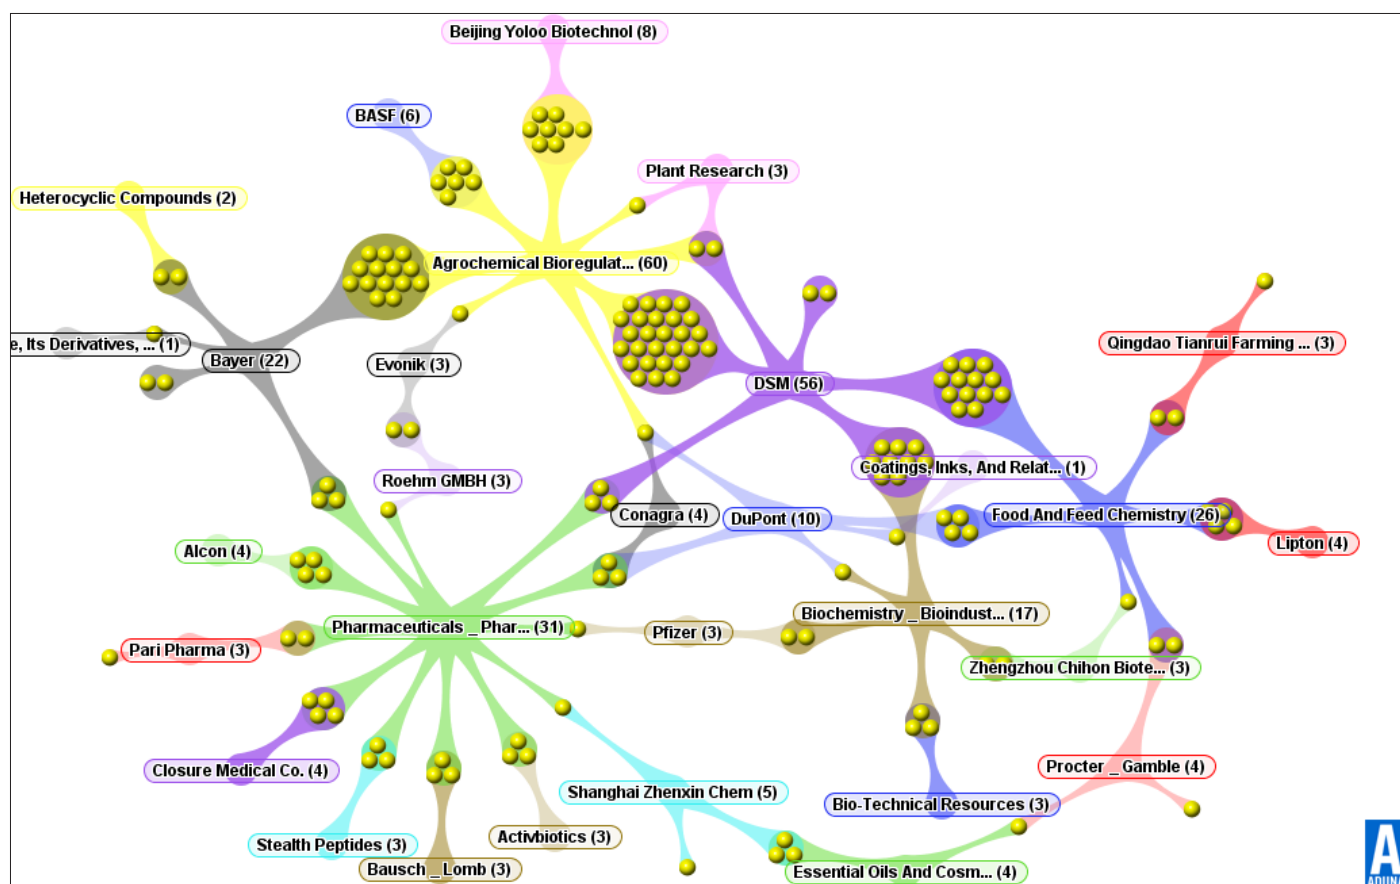 Beijing Yoloo Biotechnol (8)
BASF (6)
Plant Research (3)
Heterocyclic Compounds (2)
Agrochemical Bioregulat... (60)
e, Its Derivatives, ... (1)
Bayer (22)
Evonik (3)
Qingdao Tianrui Farming ... (3)
DSM (56)
Coatings, Inks, And Relat... (1)
Roehm GMBH (3)
Conagra (4)
DuPont (10)
Food And Feed Chemistry (26)
Lipton (4)
Alcon (4)
Biochemistry _ Bioindust... (17)
Pharmaceuticals _ Phar... (31)
Pfizer (3)
Pari Pharma (3)
Zhengzhou Chihon Biote... (3)
Closure Medical Co. (4)
Procter _ Gamble (4)
Shanghai Zhenxin Chem (5)
Bio-Technical Resources (3)
Activbiotics (3)
Stealth Peptides (3)
Bausch _ Lomb (3)
Essential Oils And Cosm... (4)
A